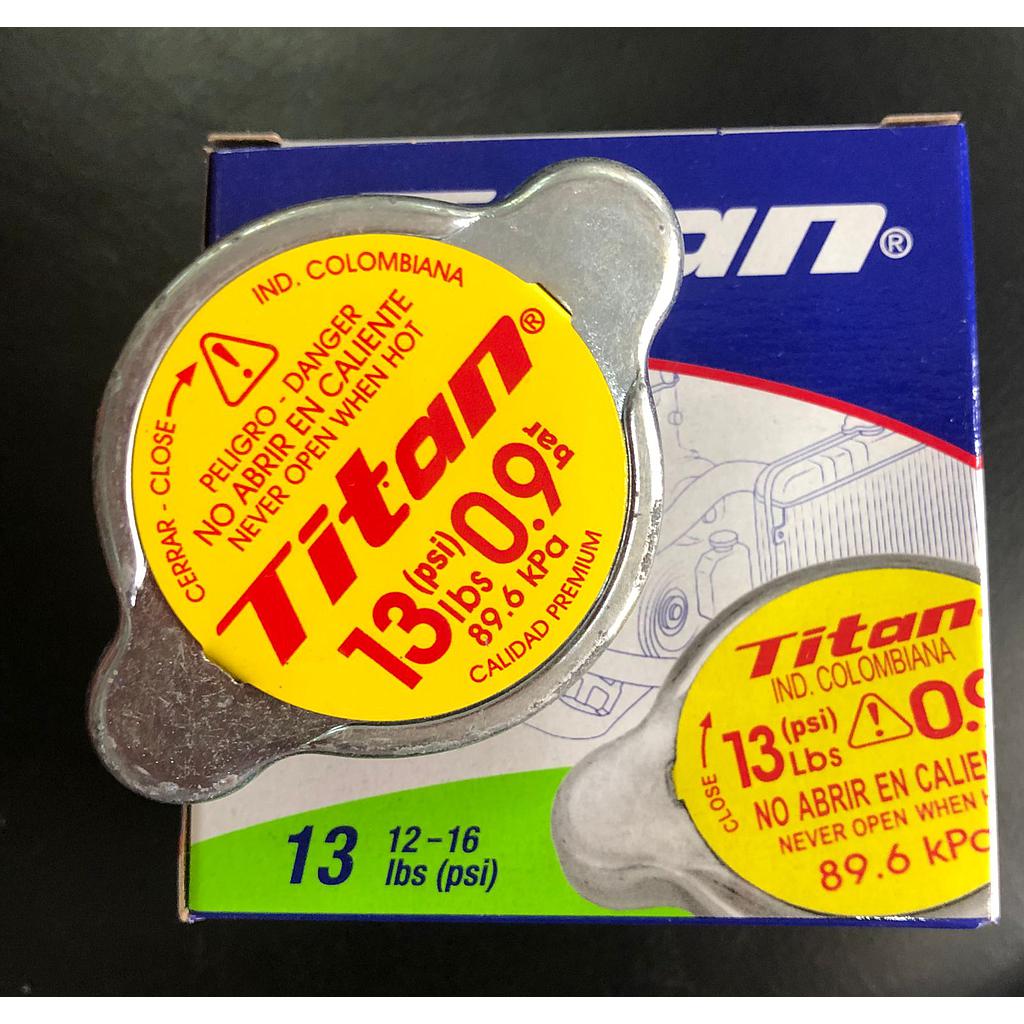 IND. COLOMBIANA
CERRAR - CLOSE
PELIGRO - DANGER
NO ABRIR EN CALIENTE
NEVER OPEN WHEN HOT
Titan®
13 (psi) lbs 0.9 bar
89.6 kPa
CALIDAD PREMIUM
®
Titan
IND. COLOMBIANA
CLOSE
13 (psi) Lbs
NO ABRIR EN
NEVER OPEN WHEN
89.6
13 12-16
lbs (psi)